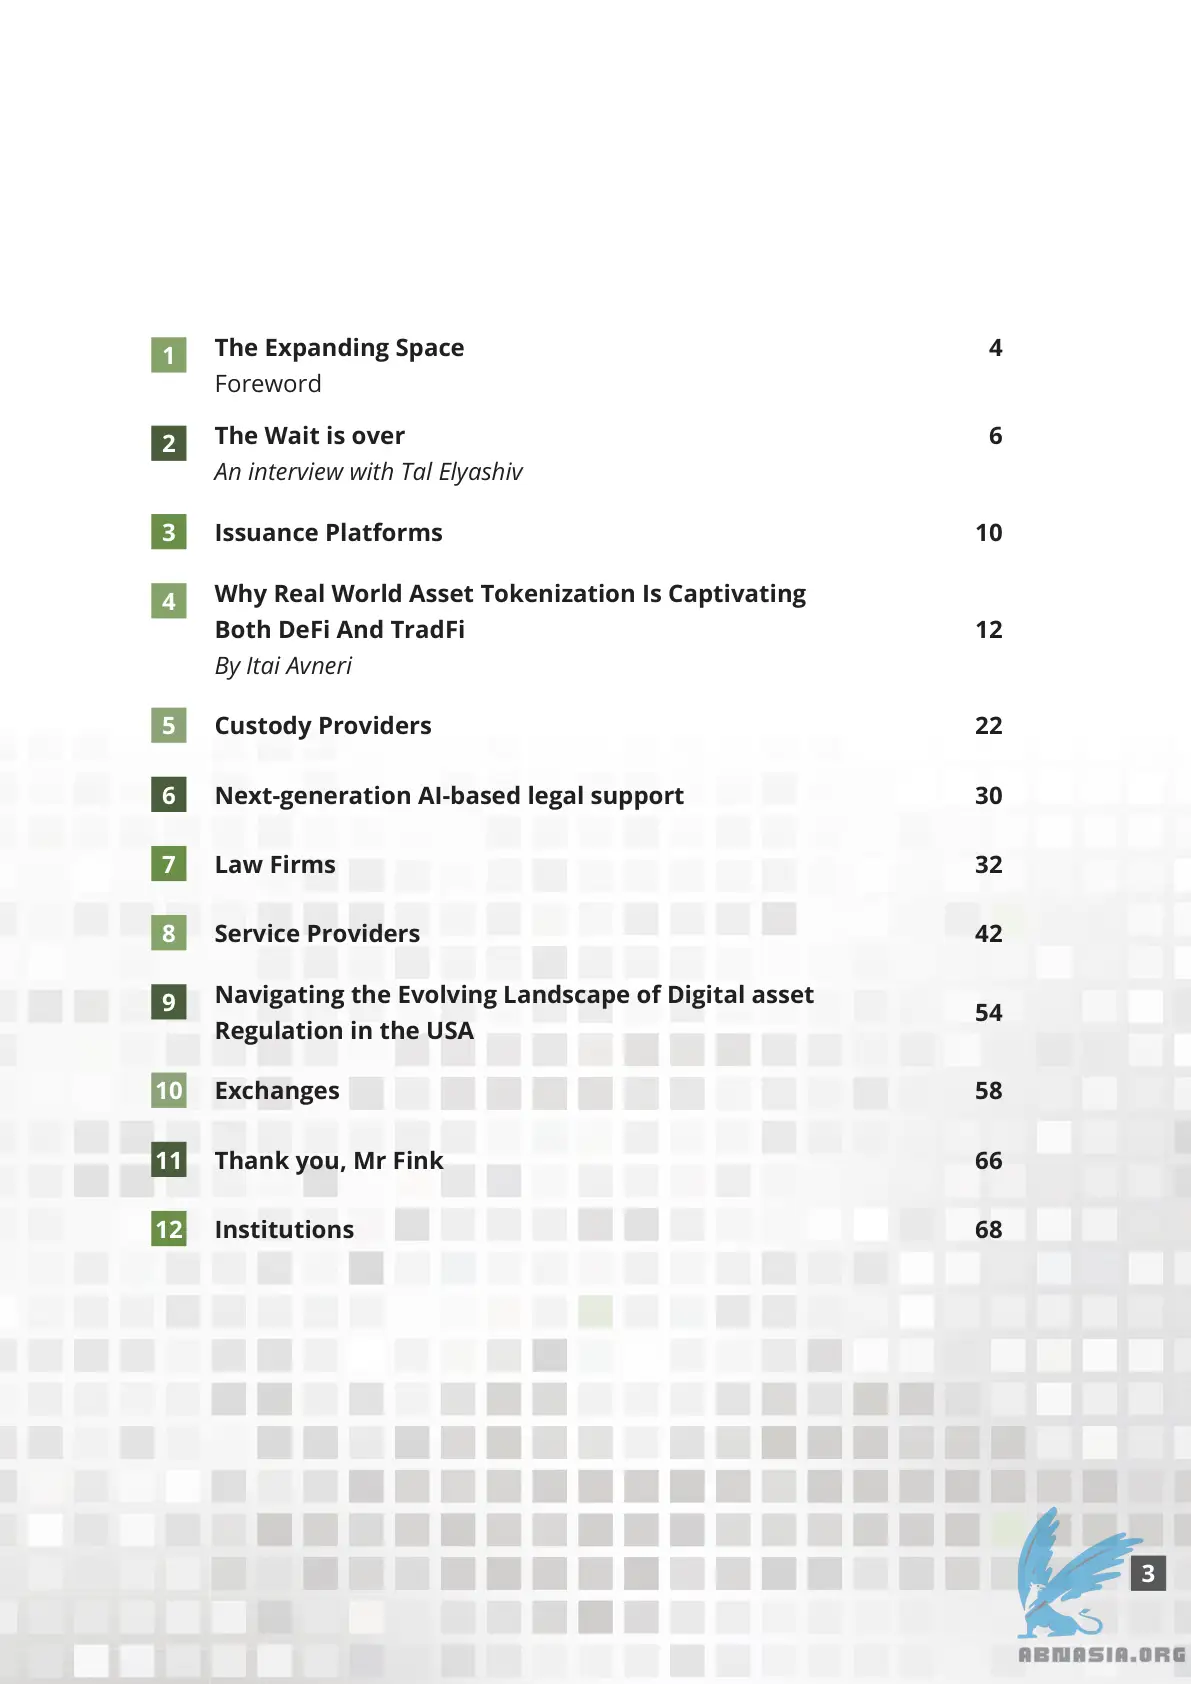 1 The Expanding Space 4
Foreword
2 The Wait is over 6
An interview with Tal Elyashiv
3 Issuance Platforms 10
4 Why Real World Asset Tokenization Is Captivating
Both DeFi And TradFi 12
By Itai Avneri
5 Custody Providers 22
6 Next-generation AI-based legal support 30
7 Law Firms 32
8 Service Providers 42
9 Navigating the Evolving Landscape of Digital asset
Regulation in the USA 54
10 Exchanges 58
11 Thank you, Mr Fink 66
12 Institutions 68
3
ABNASIA.ORG